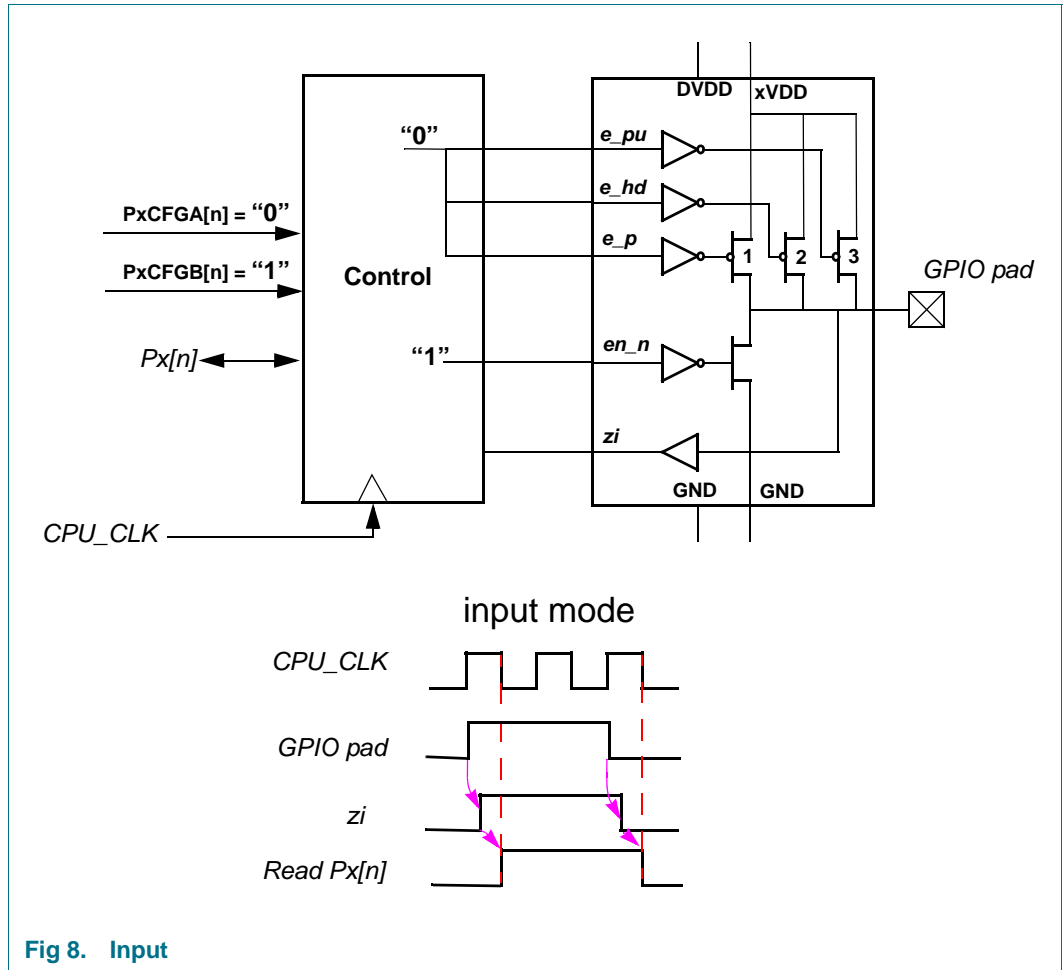 DVDD
xVDD
“0”
e_pu
e_hd
PxCFGA[n] = “0”
e_p
1
2
3
GPIO pad
PxCFGB[n] = “1”
Control
Px[n]
“1”
en_n
zi
GND
GND
CPU_CLK
input mode
CPU_CLK
GPIO pad
zi
Read Px[n]
Fig 8. Input